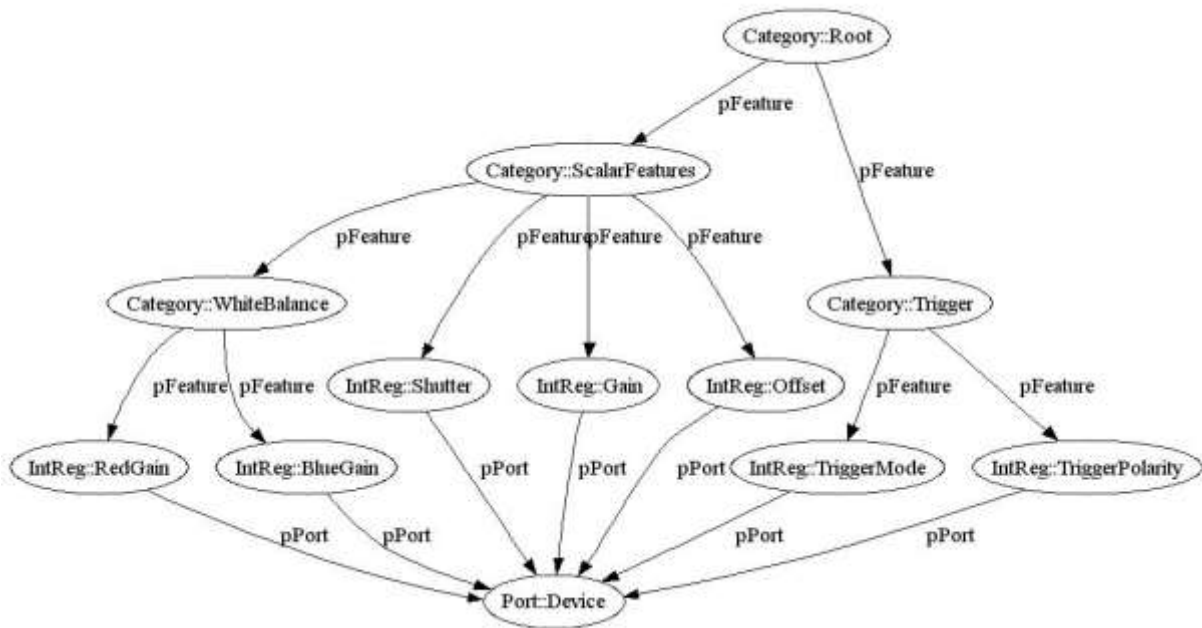 Category::Root
pFeature
Category::ScalarFeatures
pFeature
pFeature
pFeature
pFeature
pFeature
Category::WhiteBalance
Category::Trigger
pFeature
pFeature
IntReg::Shutter
IntReg::Gain
IntReg::Offset
pFeature
pFeature
IntReg::RedGain
IntReg::BlueGain
pPort
pPort
pPort
IntReg::TriggerMode
IntReg::TriggerPolarity
pPort
pPort
pPort
pPort
Port::Device